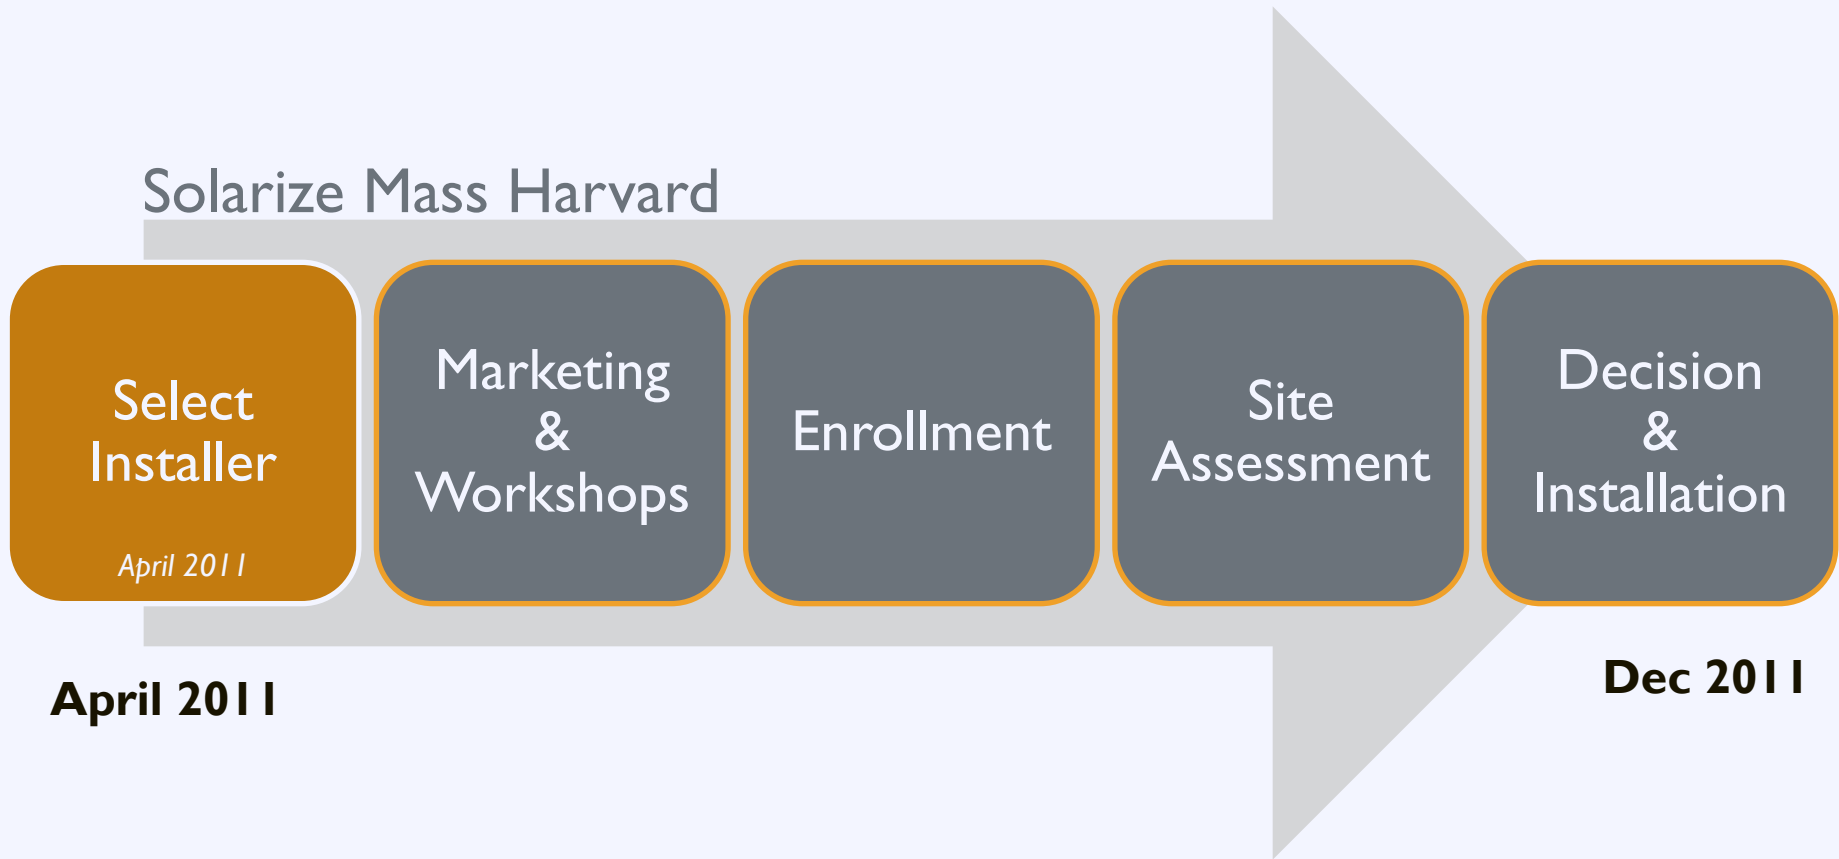 Solarize Mass Harvard
Select
Installer
April 2011
Marketing
&
Workshops
Enrollment
Site
Assessment
Decision
&
Installation
April 2011
Dec 2011